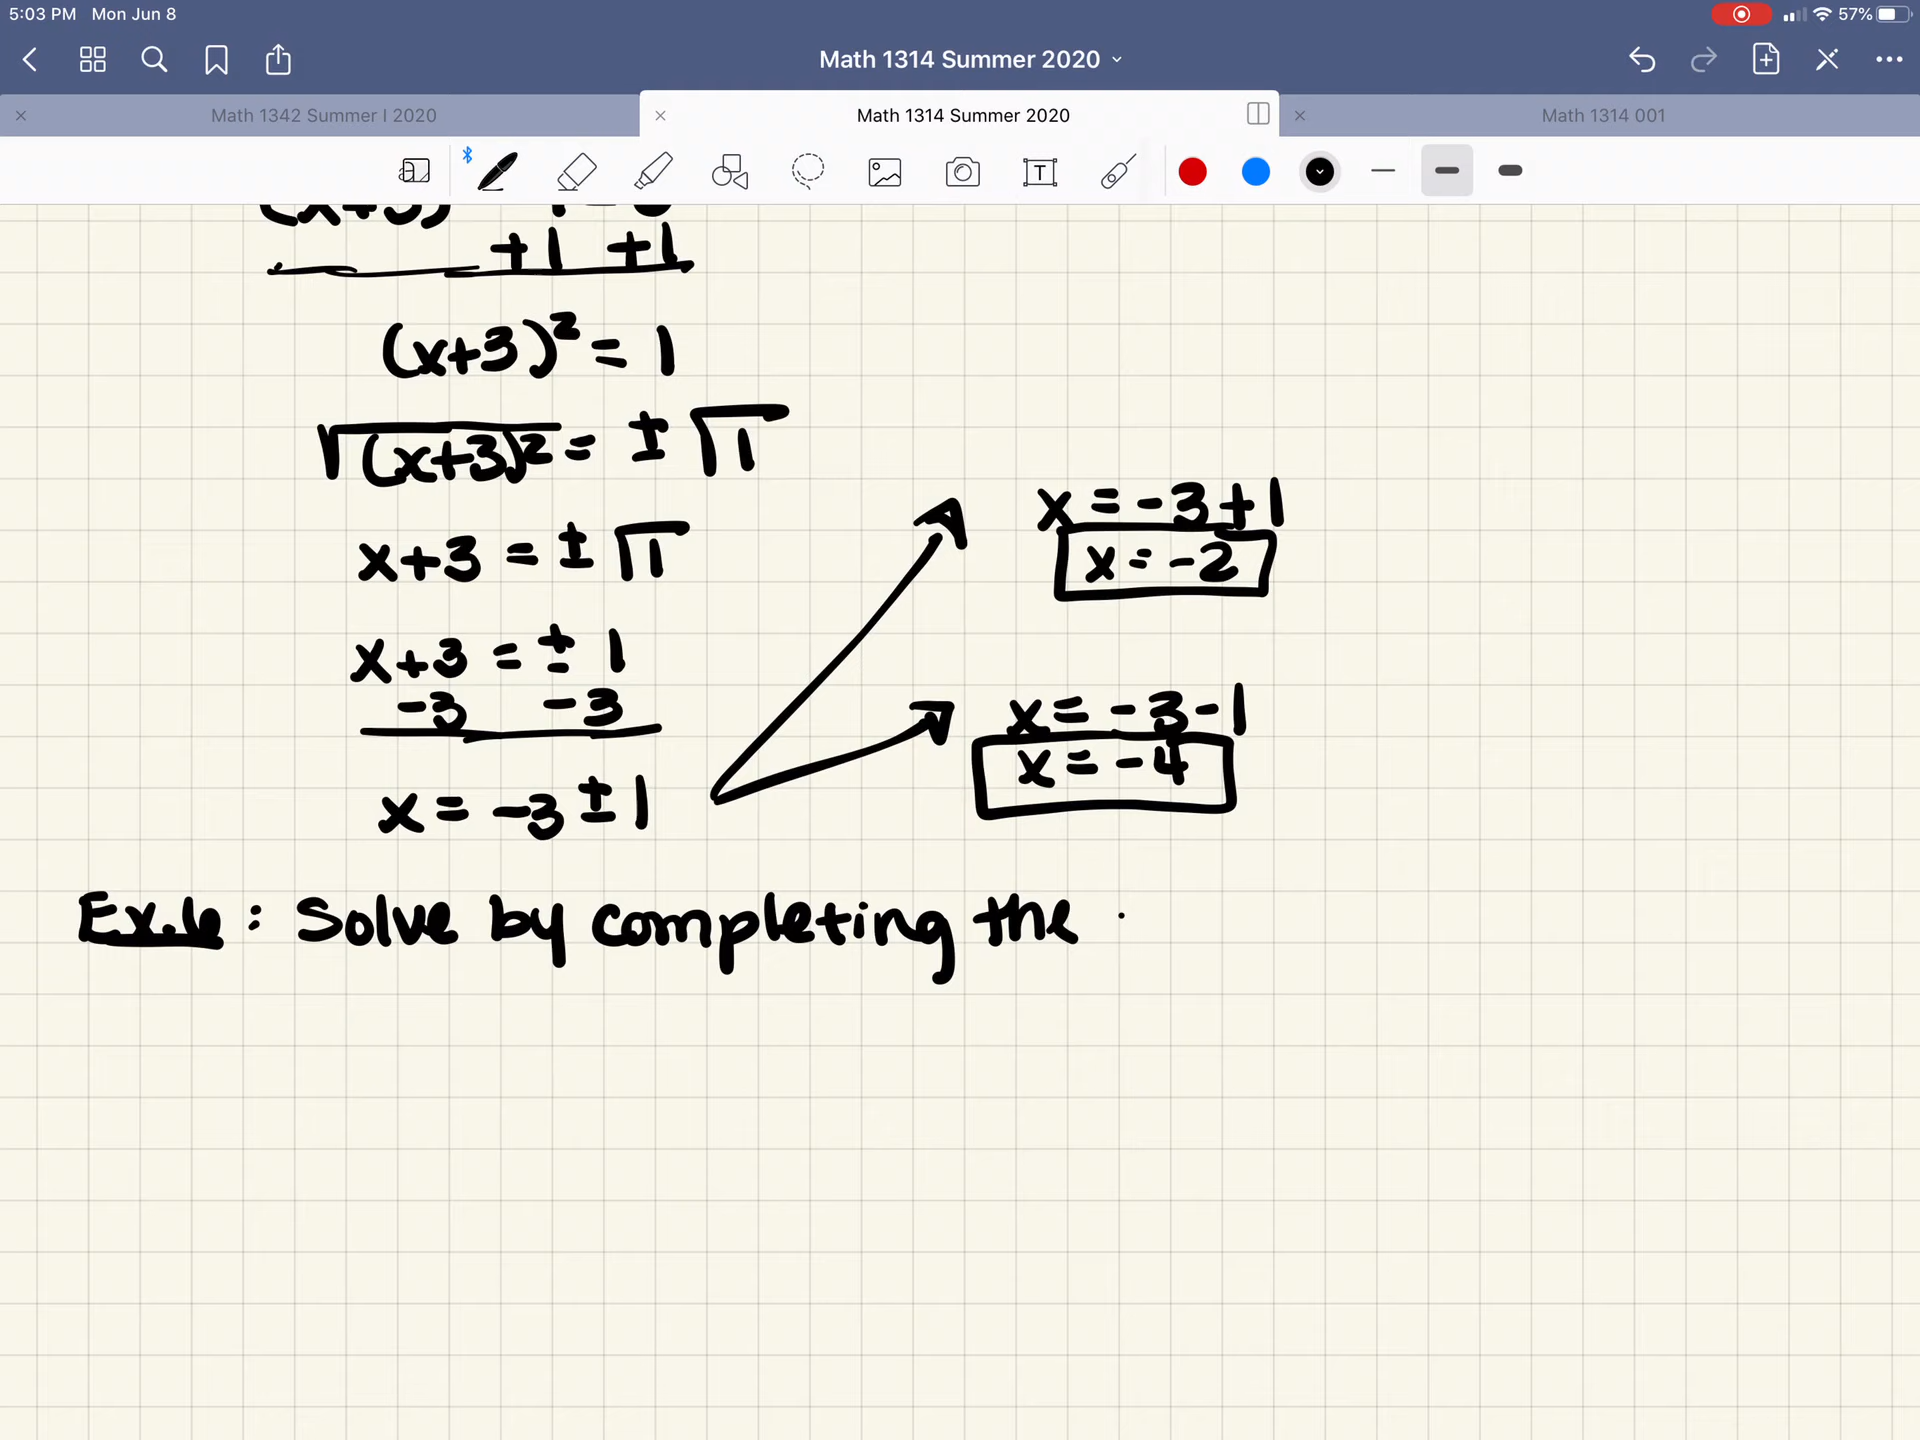 5:03 PM Mon Jun 8
57%
Math 1314 Summer 2020
Math 1342 Summer I 2020
Math 1314 Summer 2020
Math 1314 001
T
+1 +1
(x+3)² = 1
√(x+3)² = ± √1
x+3 = ± √1
x+3 = ± 1
-3 -3
x = -3 ± 1
x = -3+1
x = -2
x = -3-1
x = -4
Ex.6: Solve by completing the